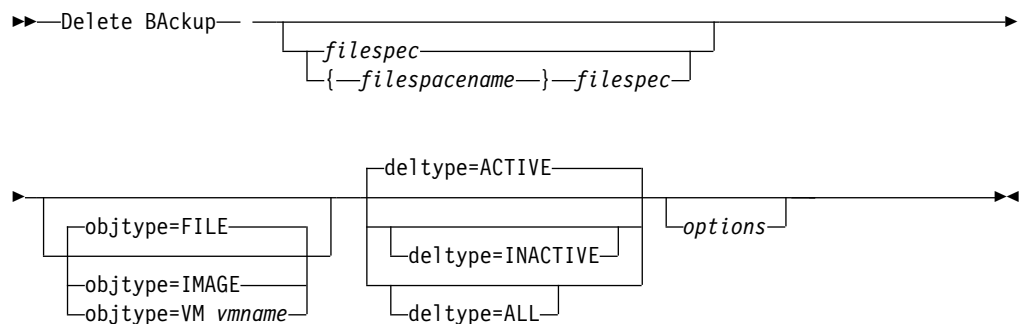 Delete BAckup
filespec
{ filespacename } filespec
deltype=ACTIVE
objtype=FILE
options
deltype=INACTIVE
objtype=IMAGE
objtype=VM vmname
deltype=ALL